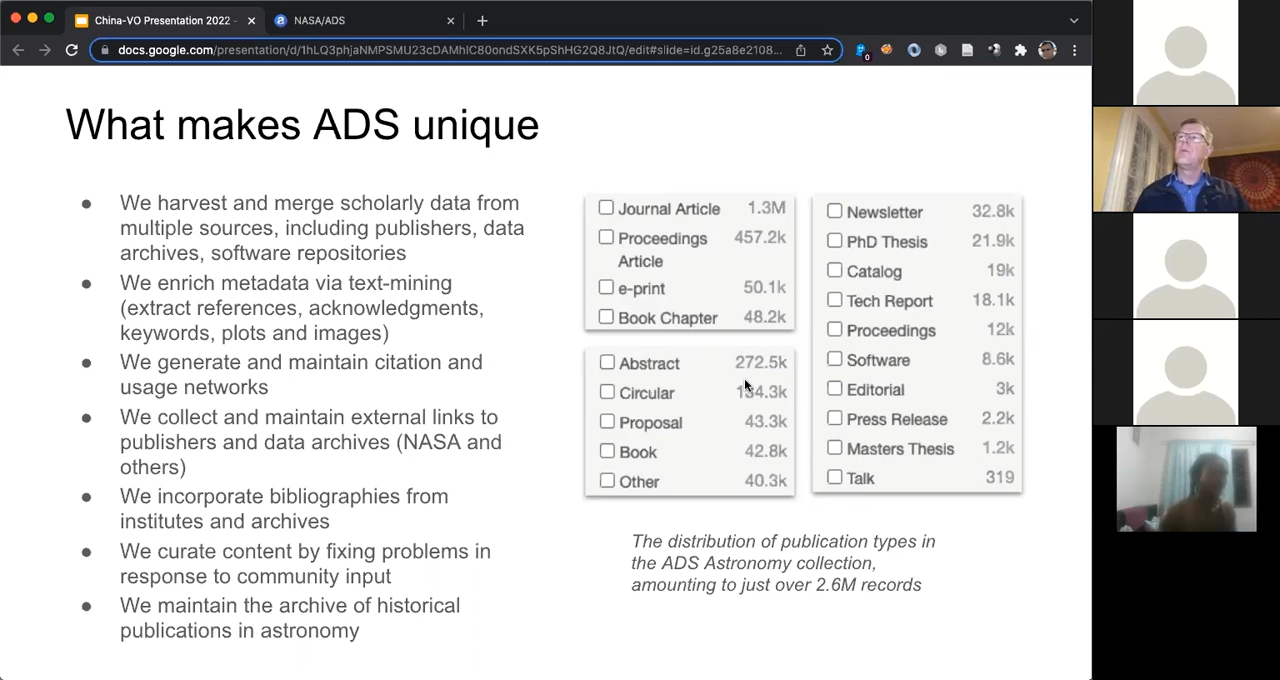 China-VO Presentation 2022 -
NASA/ADS
docs.google.com/presentation/d/1hLQ3phjaNMPSMU23cDAMhlC80ondSXK5pShHG2Q8JtQ/edit#slide=id.g25a8e2108...
0
What makes ADS unique
● We harvest and merge scholarly data from
multiple sources, including publishers, data
archives, software repositories
● We enrich metadata via text-mining
(extract references, acknowledgments,
keywords, plots and images)
● We generate and maintain citation and
usage networks
● We collect and maintain external links to
publishers and data archives (NASA and
others)
● We incorporate bibliographies from
institutes and archives
● We curate content by fixing problems in
response to community input
● We maintain the archive of historical
publications in astronomy
Journal Article 1.3M
Proceedings 457.2k
Article
e-print 50.1k
Book Chapter 48.2k
Abstract 272.5k
Circular 134.3k
Proposal 43.3k
Book 42.8k
Other 40.3k
Newsletter 32.8k
PhD Thesis 21.9k
Catalog 19k
Tech Report 18.1k
Proceedings 12k
Software 8.6k
Editorial 3k
Press Release 2.2k
Masters Thesis 1.2k
Talk 319
The distribution of publication types in
the ADS Astronomy collection,
amounting to just over 2.6M records